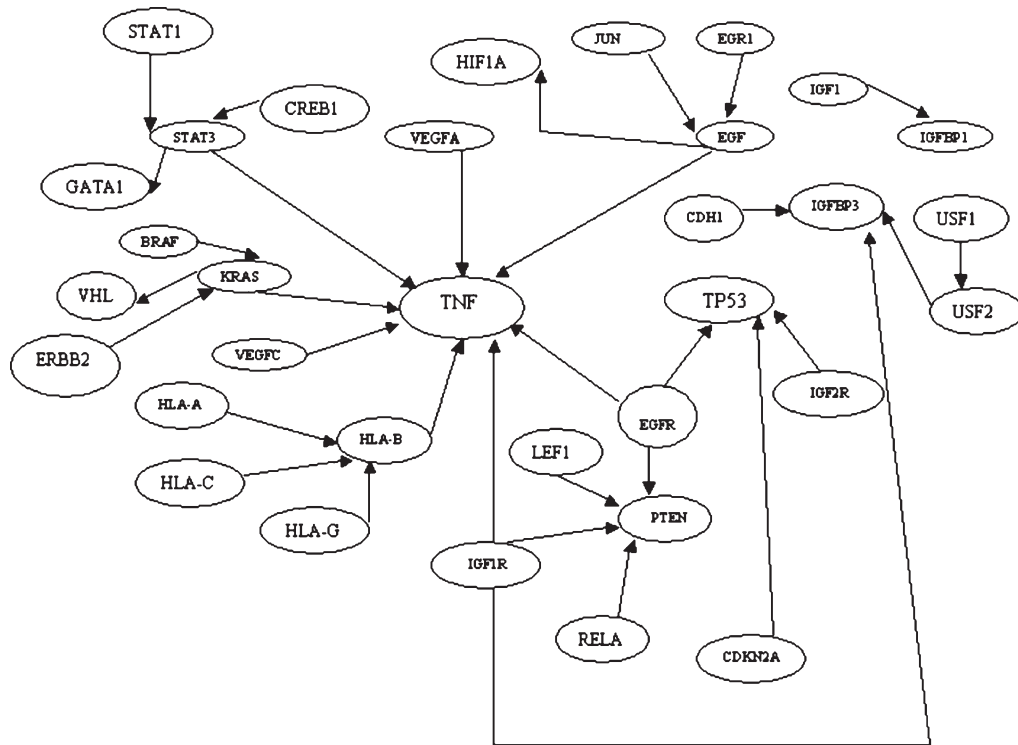 STAT1
JUN
EGR1
HIF1A
IGF1
CREB1
STAT3
VEGFA
EGF
IGFBP1
GATA1
IGFBP3
CDH1
USF1
BRAF
KRAS
VHL
TNF
TP53
USF2
ERBB2
VEGFC
HLA-A
IGF2R
EGFR
HLA-B
LEF1
HLA-C
PTEN
HLA-G
IGF1R
RELA
CDKN2A